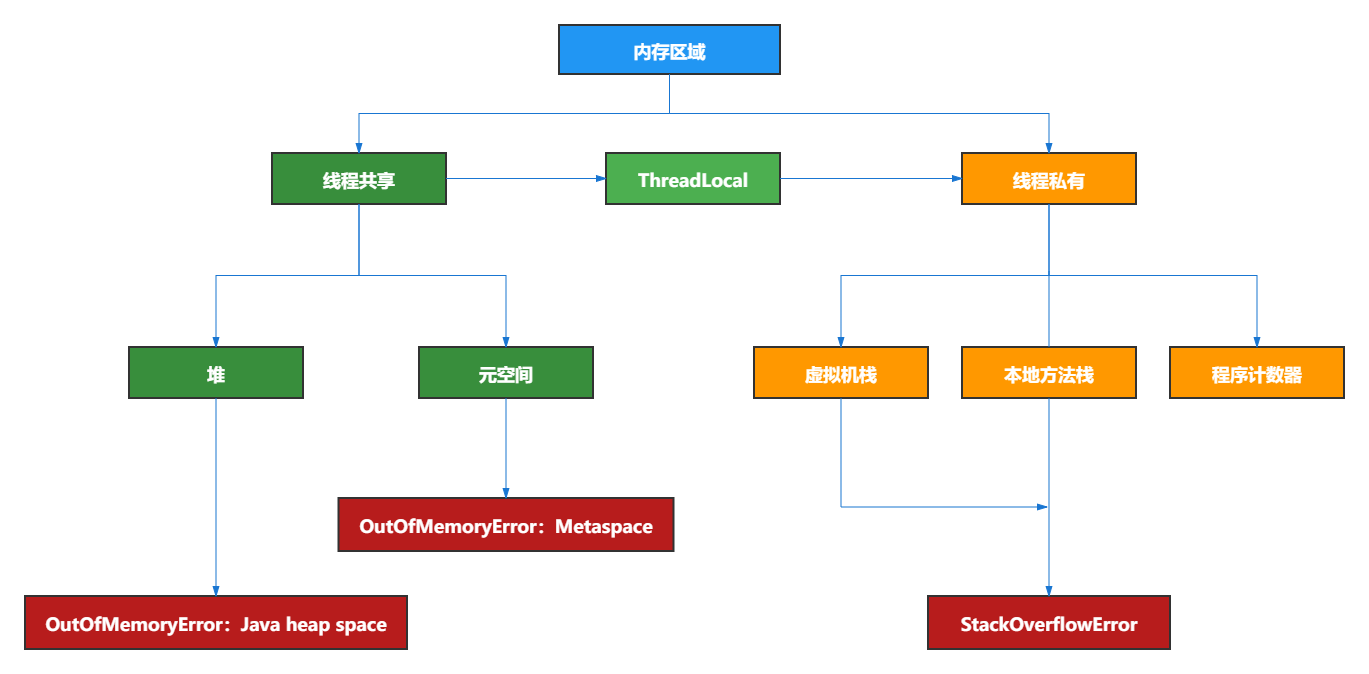 内存区域
线程共享
ThreadLocal
线程私有
堆
元空间
虚拟机栈
本地方法栈
程序计数器
OutOfMemoryError：Metaspace
OutOfMemoryError：Java heap space
StackOverflowError